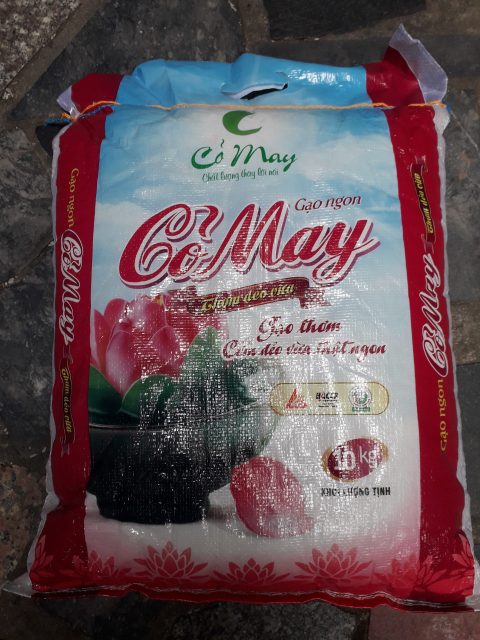 Cỏ May
Chất lượng thay lời nói
Gạo ngon
Cỏ May
Thơm dẻo vừa
Gạo thơm
Cơm dẻo vừa thật ngon
HACCP
10 kg
KHỐI LƯỢNG TỊNH
Gạo ngon
Cỏ May
Thơm dẻo vừa
Gạo ngon
Cỏ May
Thơm dẻo vừa